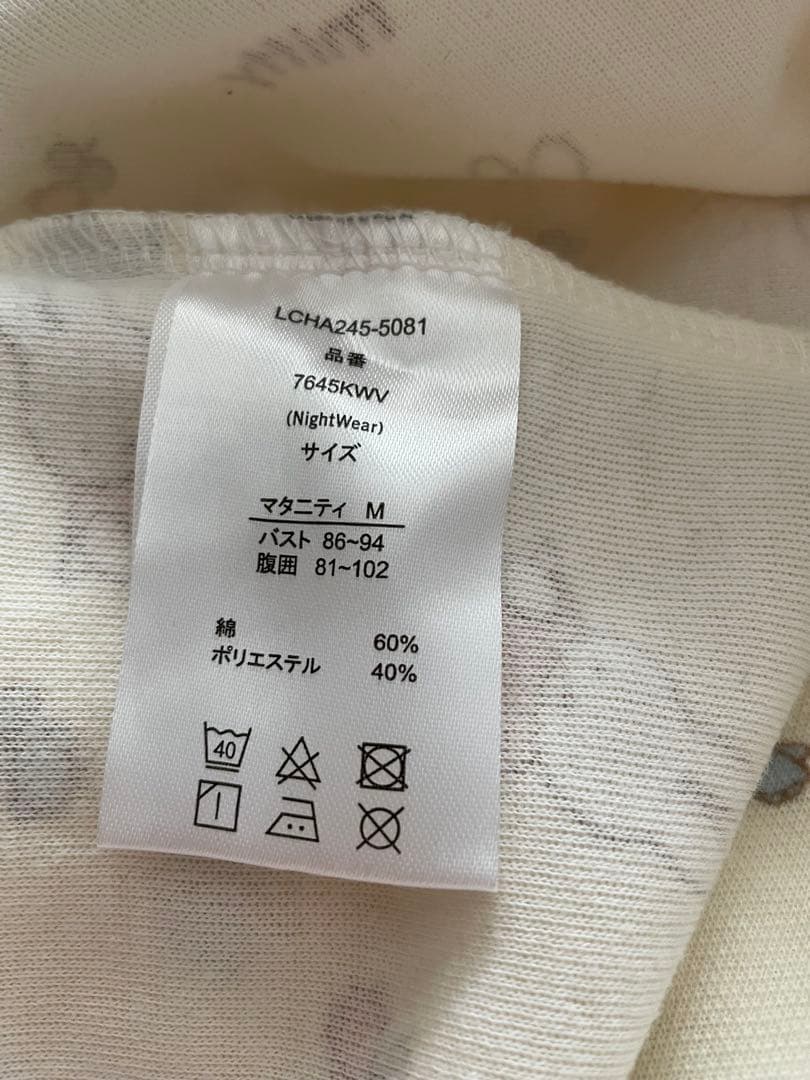 LCHA245-5081
品番
7645KWV
(NightWear)
サイズ
マタニティ M
バスト 86~94
腹囲 81~102
綿 60%
ポリエステル 40%
40